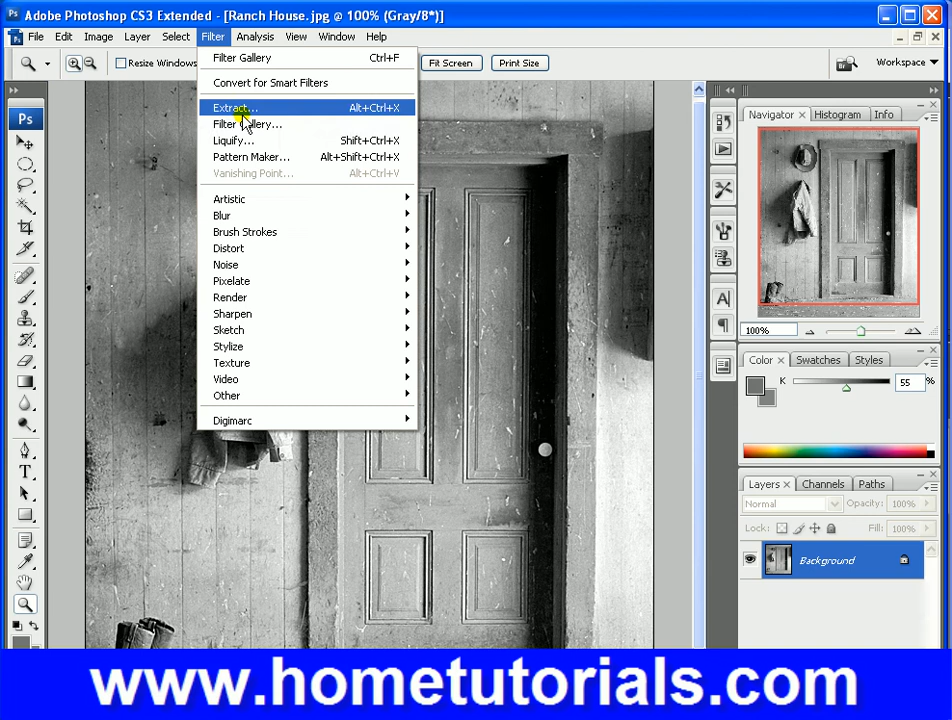 Adobe Photoshop CS3 Extended - [Ranch House.jpg @ 100% (Gray/8*)]
File Edit Image Layer Select Filter Analysis View Window Help
Resize Windows Fit Screen Print Size Workspace
Filter Gallery Ctrl+F
Convert for Smart Filters
Extract... Alt+Ctrl+X
Filter Gallery...
Liquify... Shift+Ctrl+X
Pattern Maker... Alt+Shift+Ctrl+X
Vanishing Point... Alt+Ctrl+V
Artistic
Blur
Brush Strokes
Distort
Noise
Pixelate
Render
Sharpen
Sketch
Stylize
Texture
Video
Other
Digimarc
Ps
T
Navigator Histogram Info
100%
Color Swatches Styles
K 55 %
Layers Channels Paths
Normal Opacity: 100%
Lock: Fill: 100%
Background
www.hometutorials.com